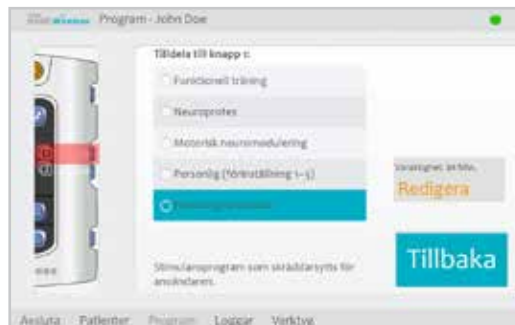 Program - John Doe
Tilldela till knapp 1:
Funktionell träning
Neuroprotes
Motorisk neuromodulering
Personlig (förinställning 1-3)
Redigera
Tillbaka
Stimulansprogram som skräddarsytts för
användaren.
Avsluta Patienter Program Loggar Verktyg